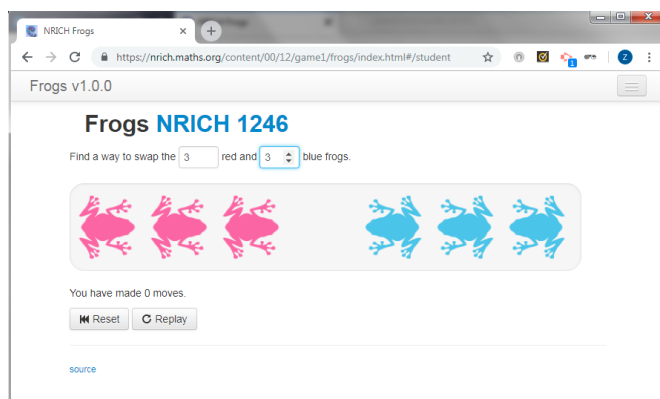 NRICH Frogs
https://nrich.maths.org/content/00/12/game1/frogs/index.html#/student
1
Z
Frogs v1.0.0
Frogs NRICH 1246
Find a way to swap the 3 red and 3 blue frogs.
You have made 0 moves.
Reset Replay
source